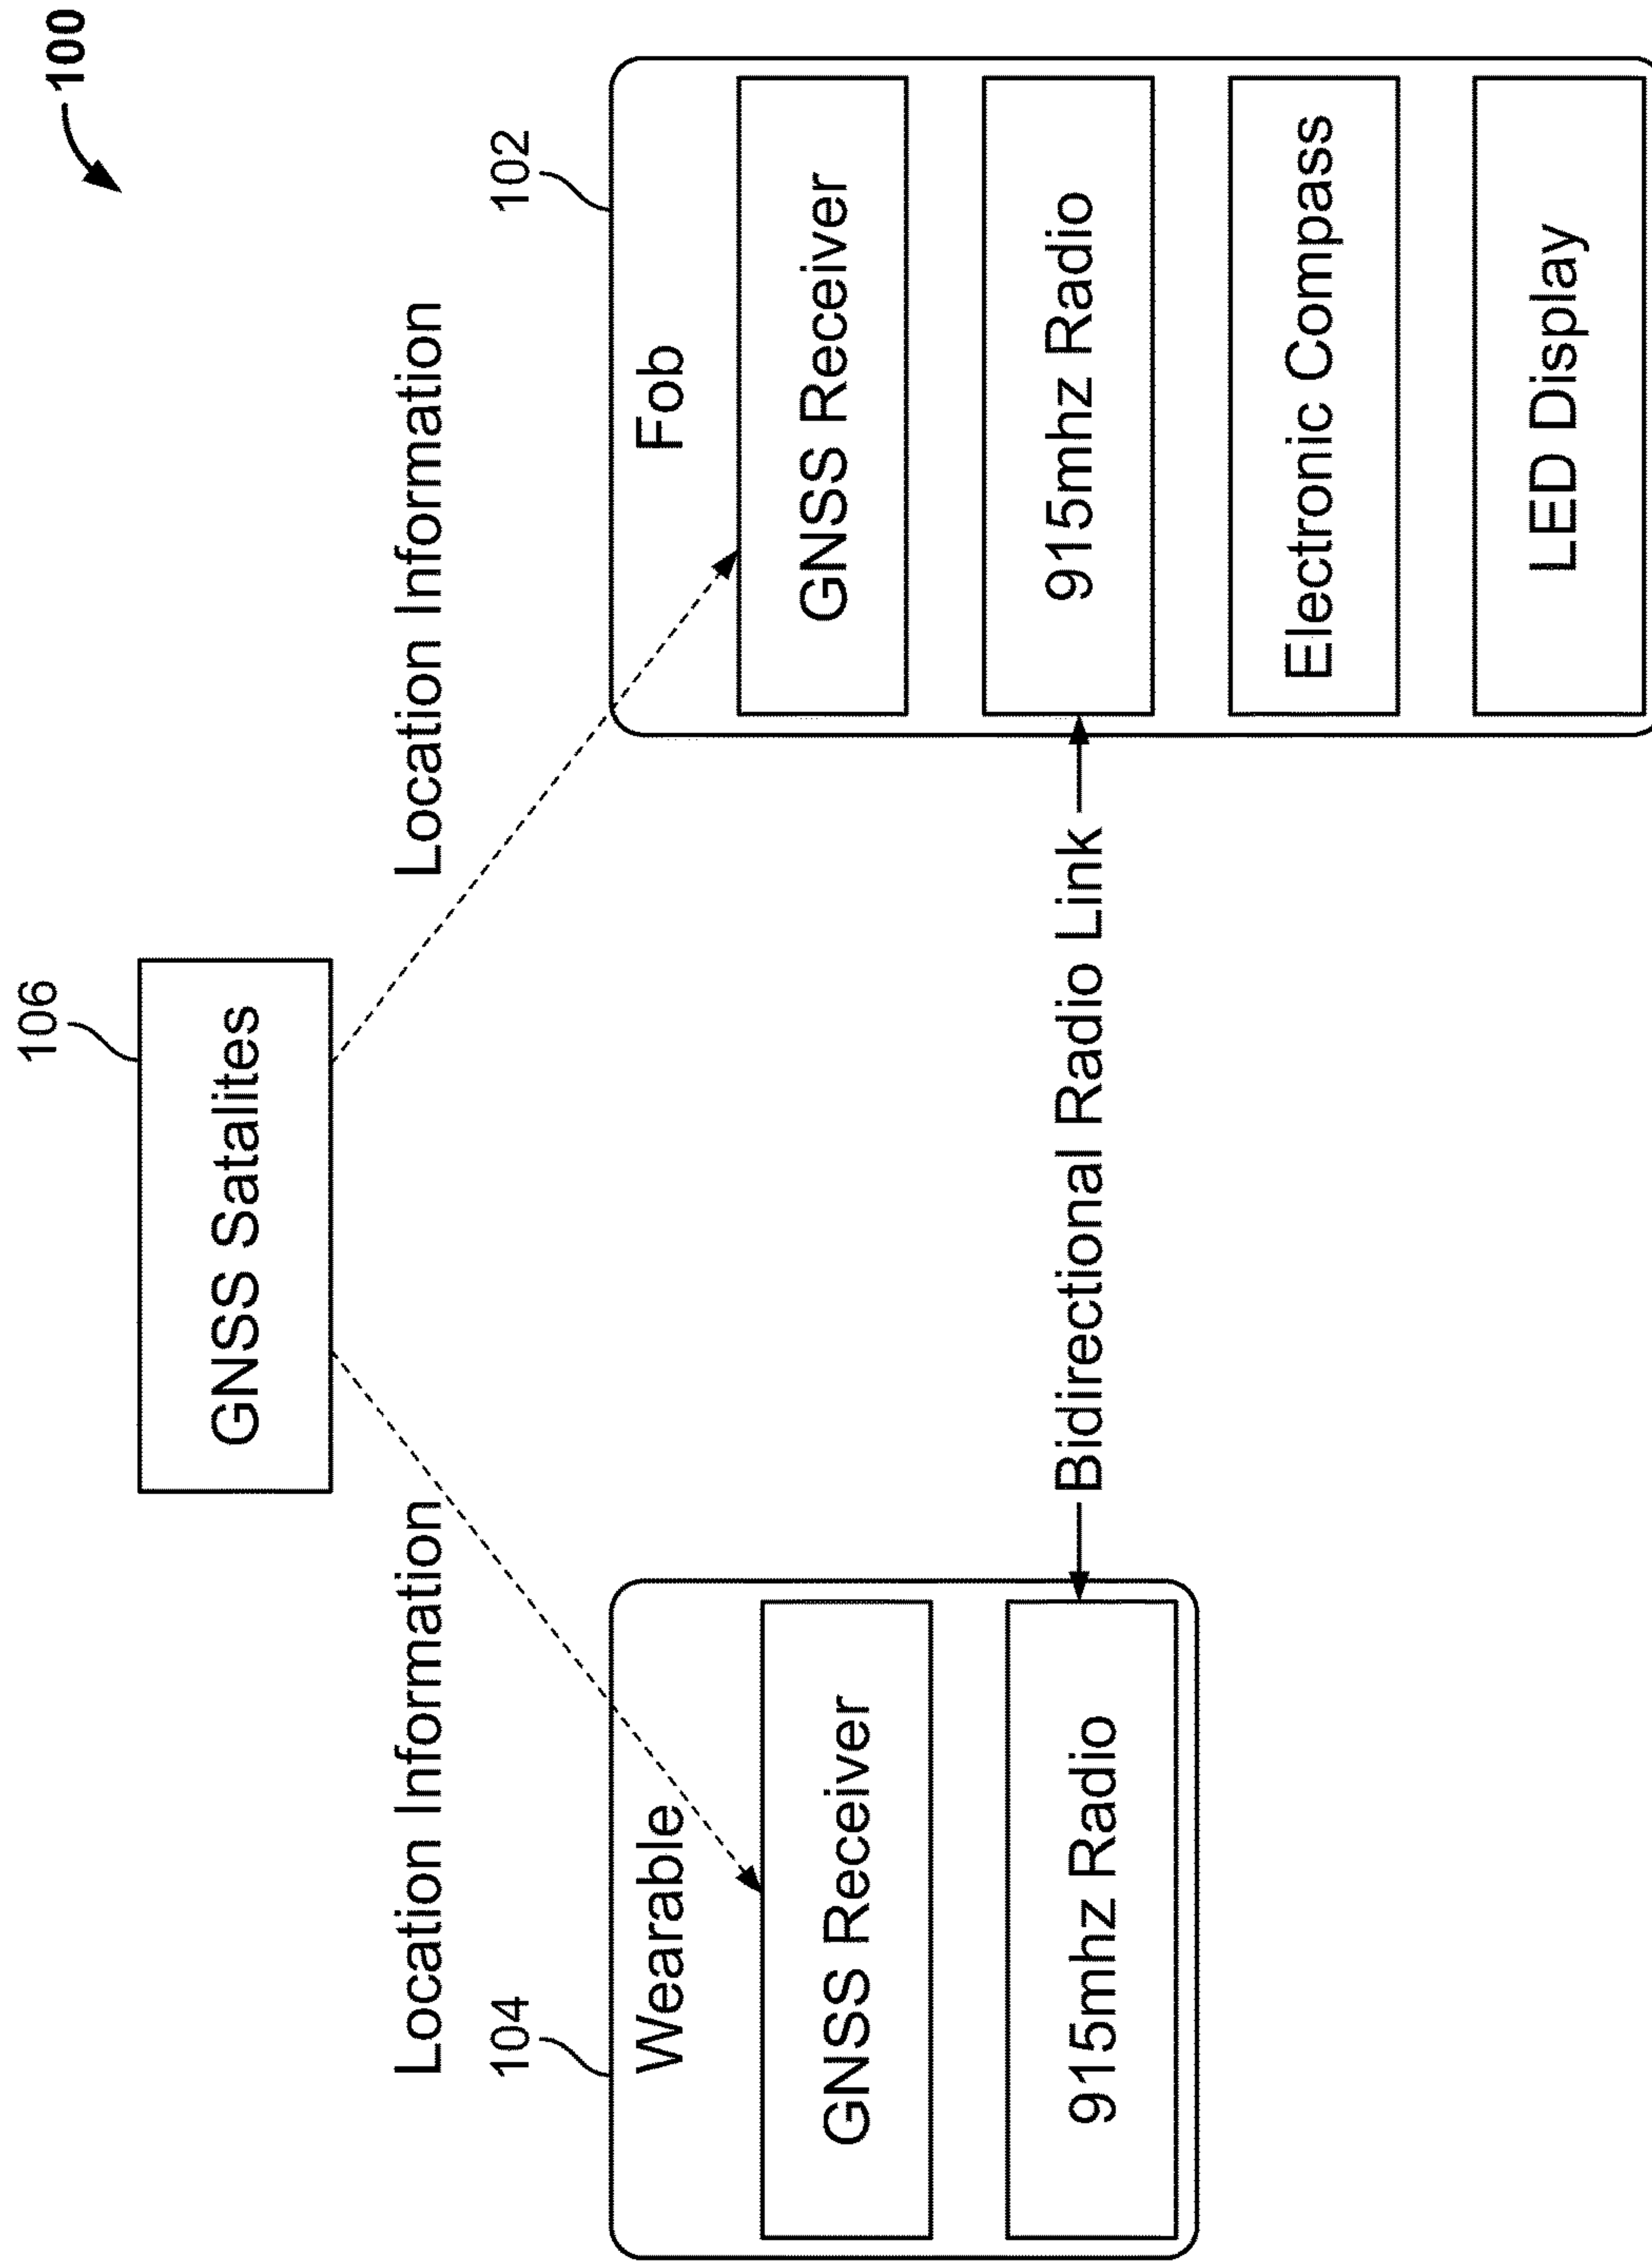 100
106
GNSS Satalites
Location Information
Location Information
104
Wearable
GNSS Receiver
915mhz Radio
Bidirectional Radio Link
102
Fob
GNSS Receiver
915mhz Radio
Electronic Compass
LED Display